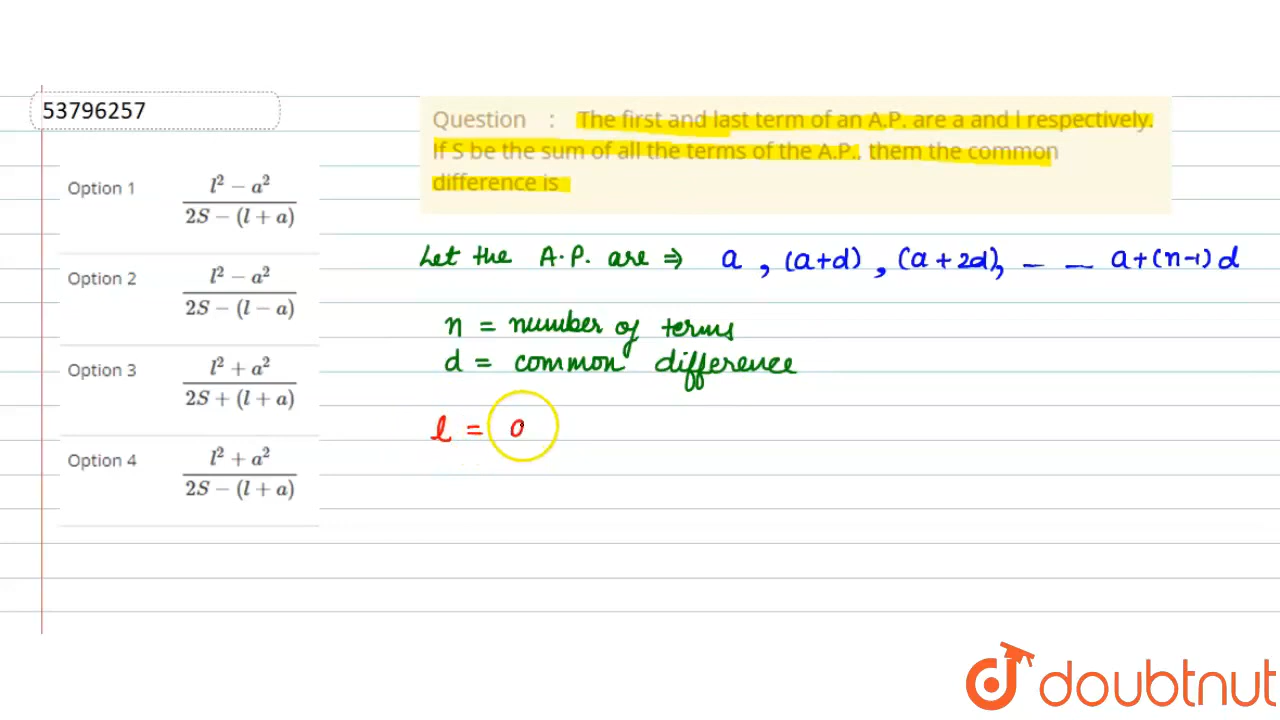 53796257
Question : The first and last term of an A.P. are a and l respectively.
If S be the sum of all the terms of the A.P., them the common
difference is
Option 1 \frac{l^2 - a^2}{2S - (l + a)}
Option 2 \frac{l^2 - a^2}{2S - (l - a)}
Option 3 \frac{l^2 + a^2}{2S + (l + a)}
Option 4 \frac{l^2 + a^2}{2S - (l + a)}
Let the A.P. are ⇒ a , (a+d) , (a + 2d), – – a+(n-1)d
n = number of terms
d = common difference
l =
doubtnut